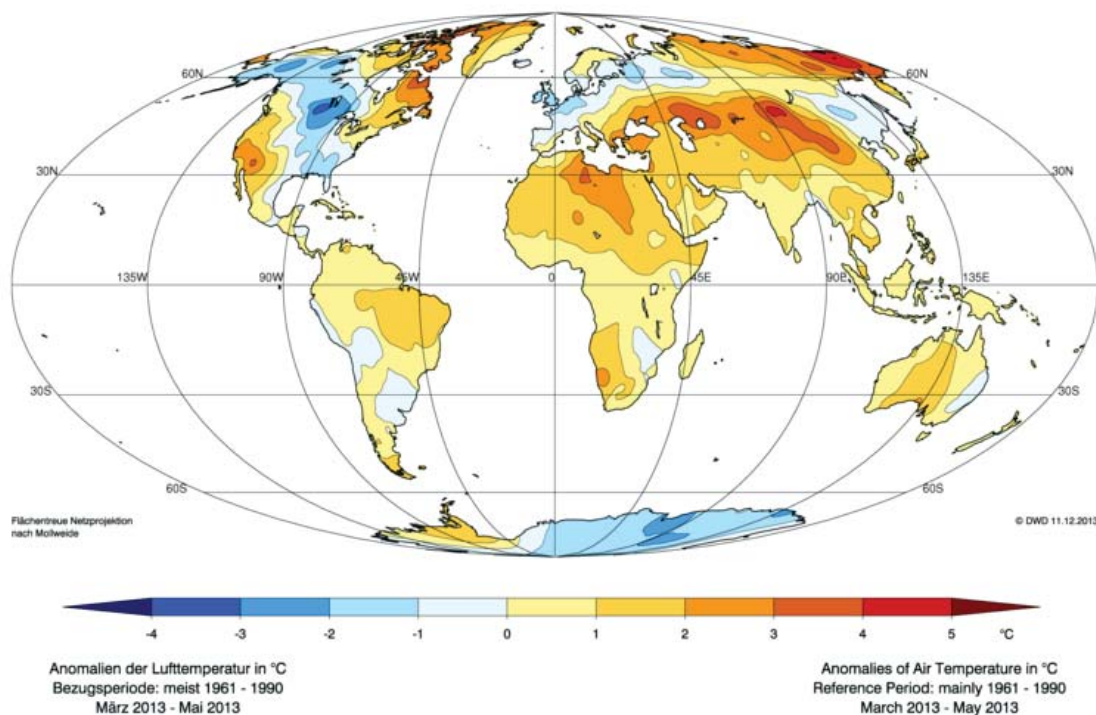 60N
60N
30N
30N
135W
90W
45W
0
45E
90E
135E
30S
30S
60S
60S
Flächentreue Netzprojektion
nach Mollweide
© DWD 11.12.2013
-4
-3
-2
-1
0
1
2
3
4
5
°C
Anomalien der Lufttemperatur in °C
Bezugsperiode: meist 1961 - 1990
März 2013 - Mai 2013
Anomalies of Air Temperature in °C
Reference Period: mainly 1961 - 1990
March 2013 - May 2013